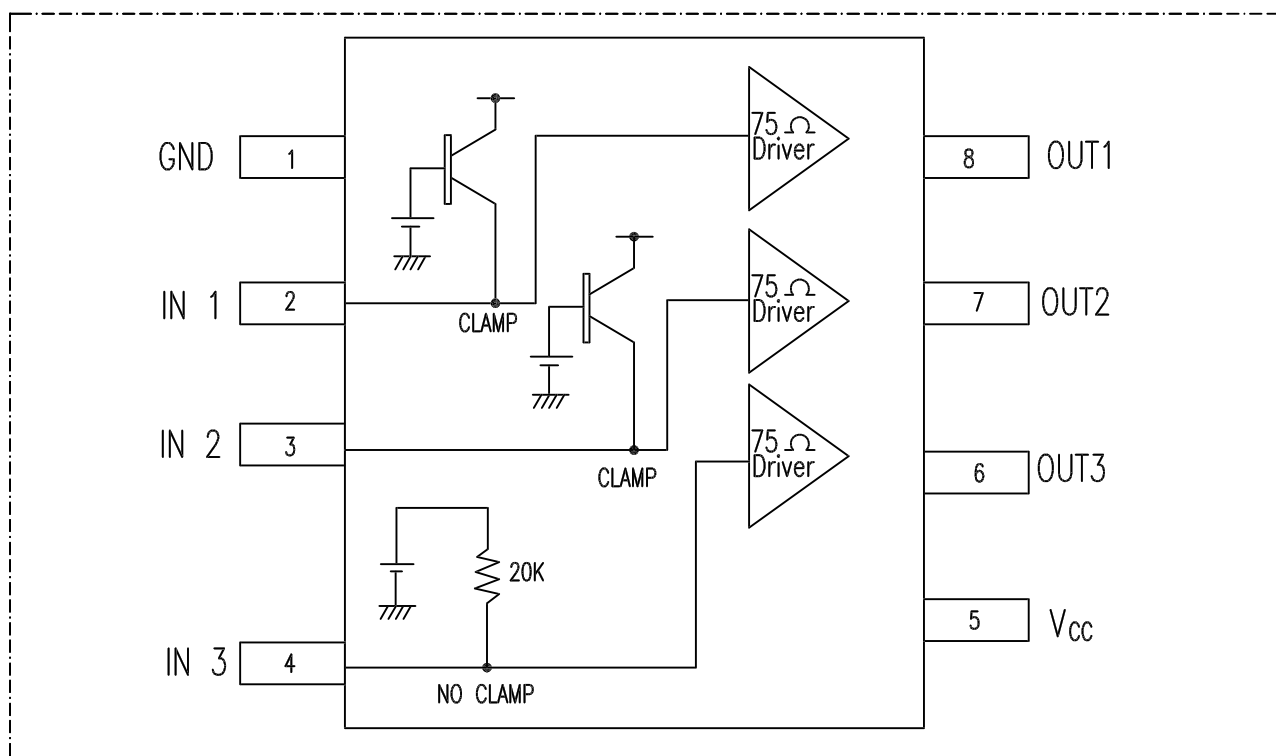 GND 1
75 Ω
Driver
8 OUT1
IN 1 2
CLAMP
75 Ω
Driver
7 OUT2
IN 2 3
CLAMP
75 Ω
Driver
6 OUT3
20K
5 VCC
IN 3 4
NO CLAMP